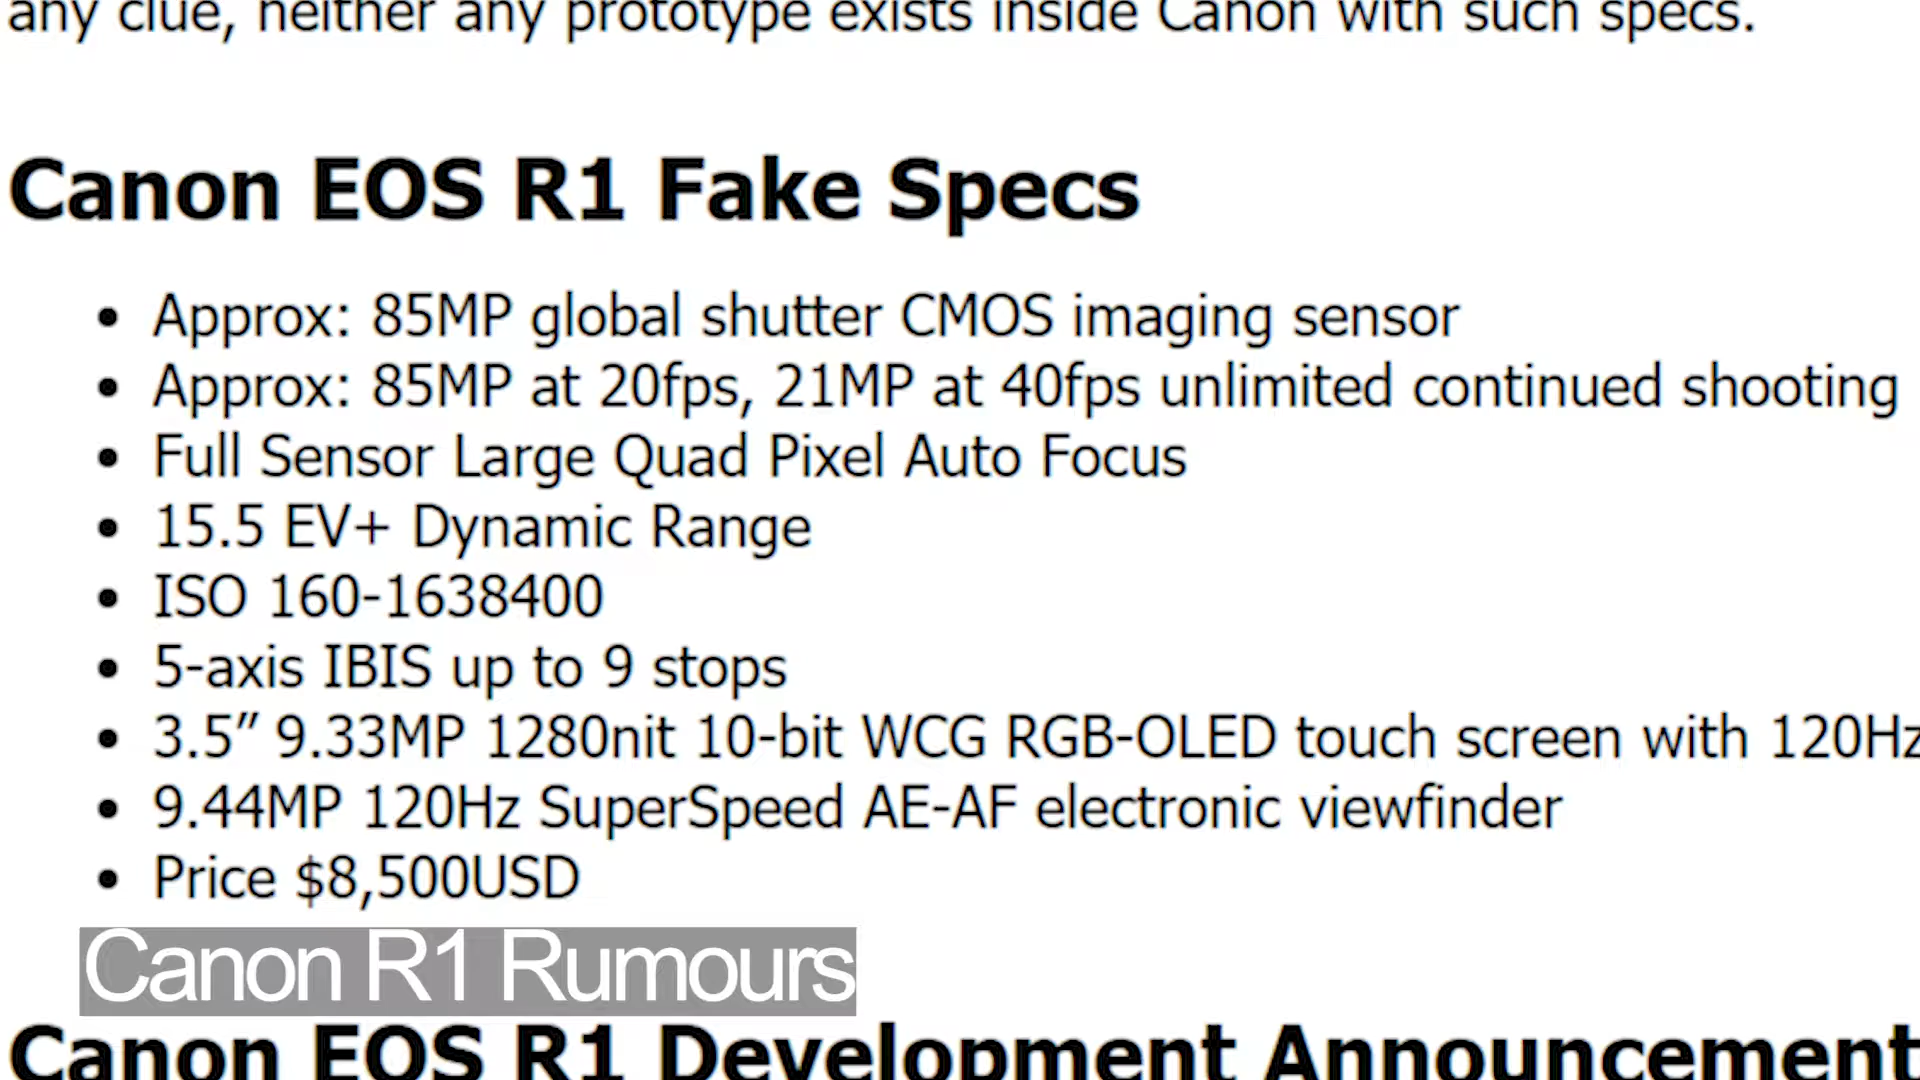 any clue, neither any prototype exists inside Canon with such specs.
Canon EOS R1 Fake Specs
• Approx: 85MP global shutter CMOS imaging sensor
• Approx: 85MP at 20fps, 21MP at 40fps unlimited continued shooting
• Full Sensor Large Quad Pixel Auto Focus
• 15.5 EV+ Dynamic Range
• ISO 160-1638400
• 5-axis IBIS up to 9 stops
• 3.5” 9.33MP 1280nit 10-bit WCG RGB-OLED touch screen with 120Hz
• 9.44MP 120Hz SuperSpeed AE-AF electronic viewfinder
• Price $8,500USD
Canon R1 Rumours
Canon EOS R1 Development Announcement